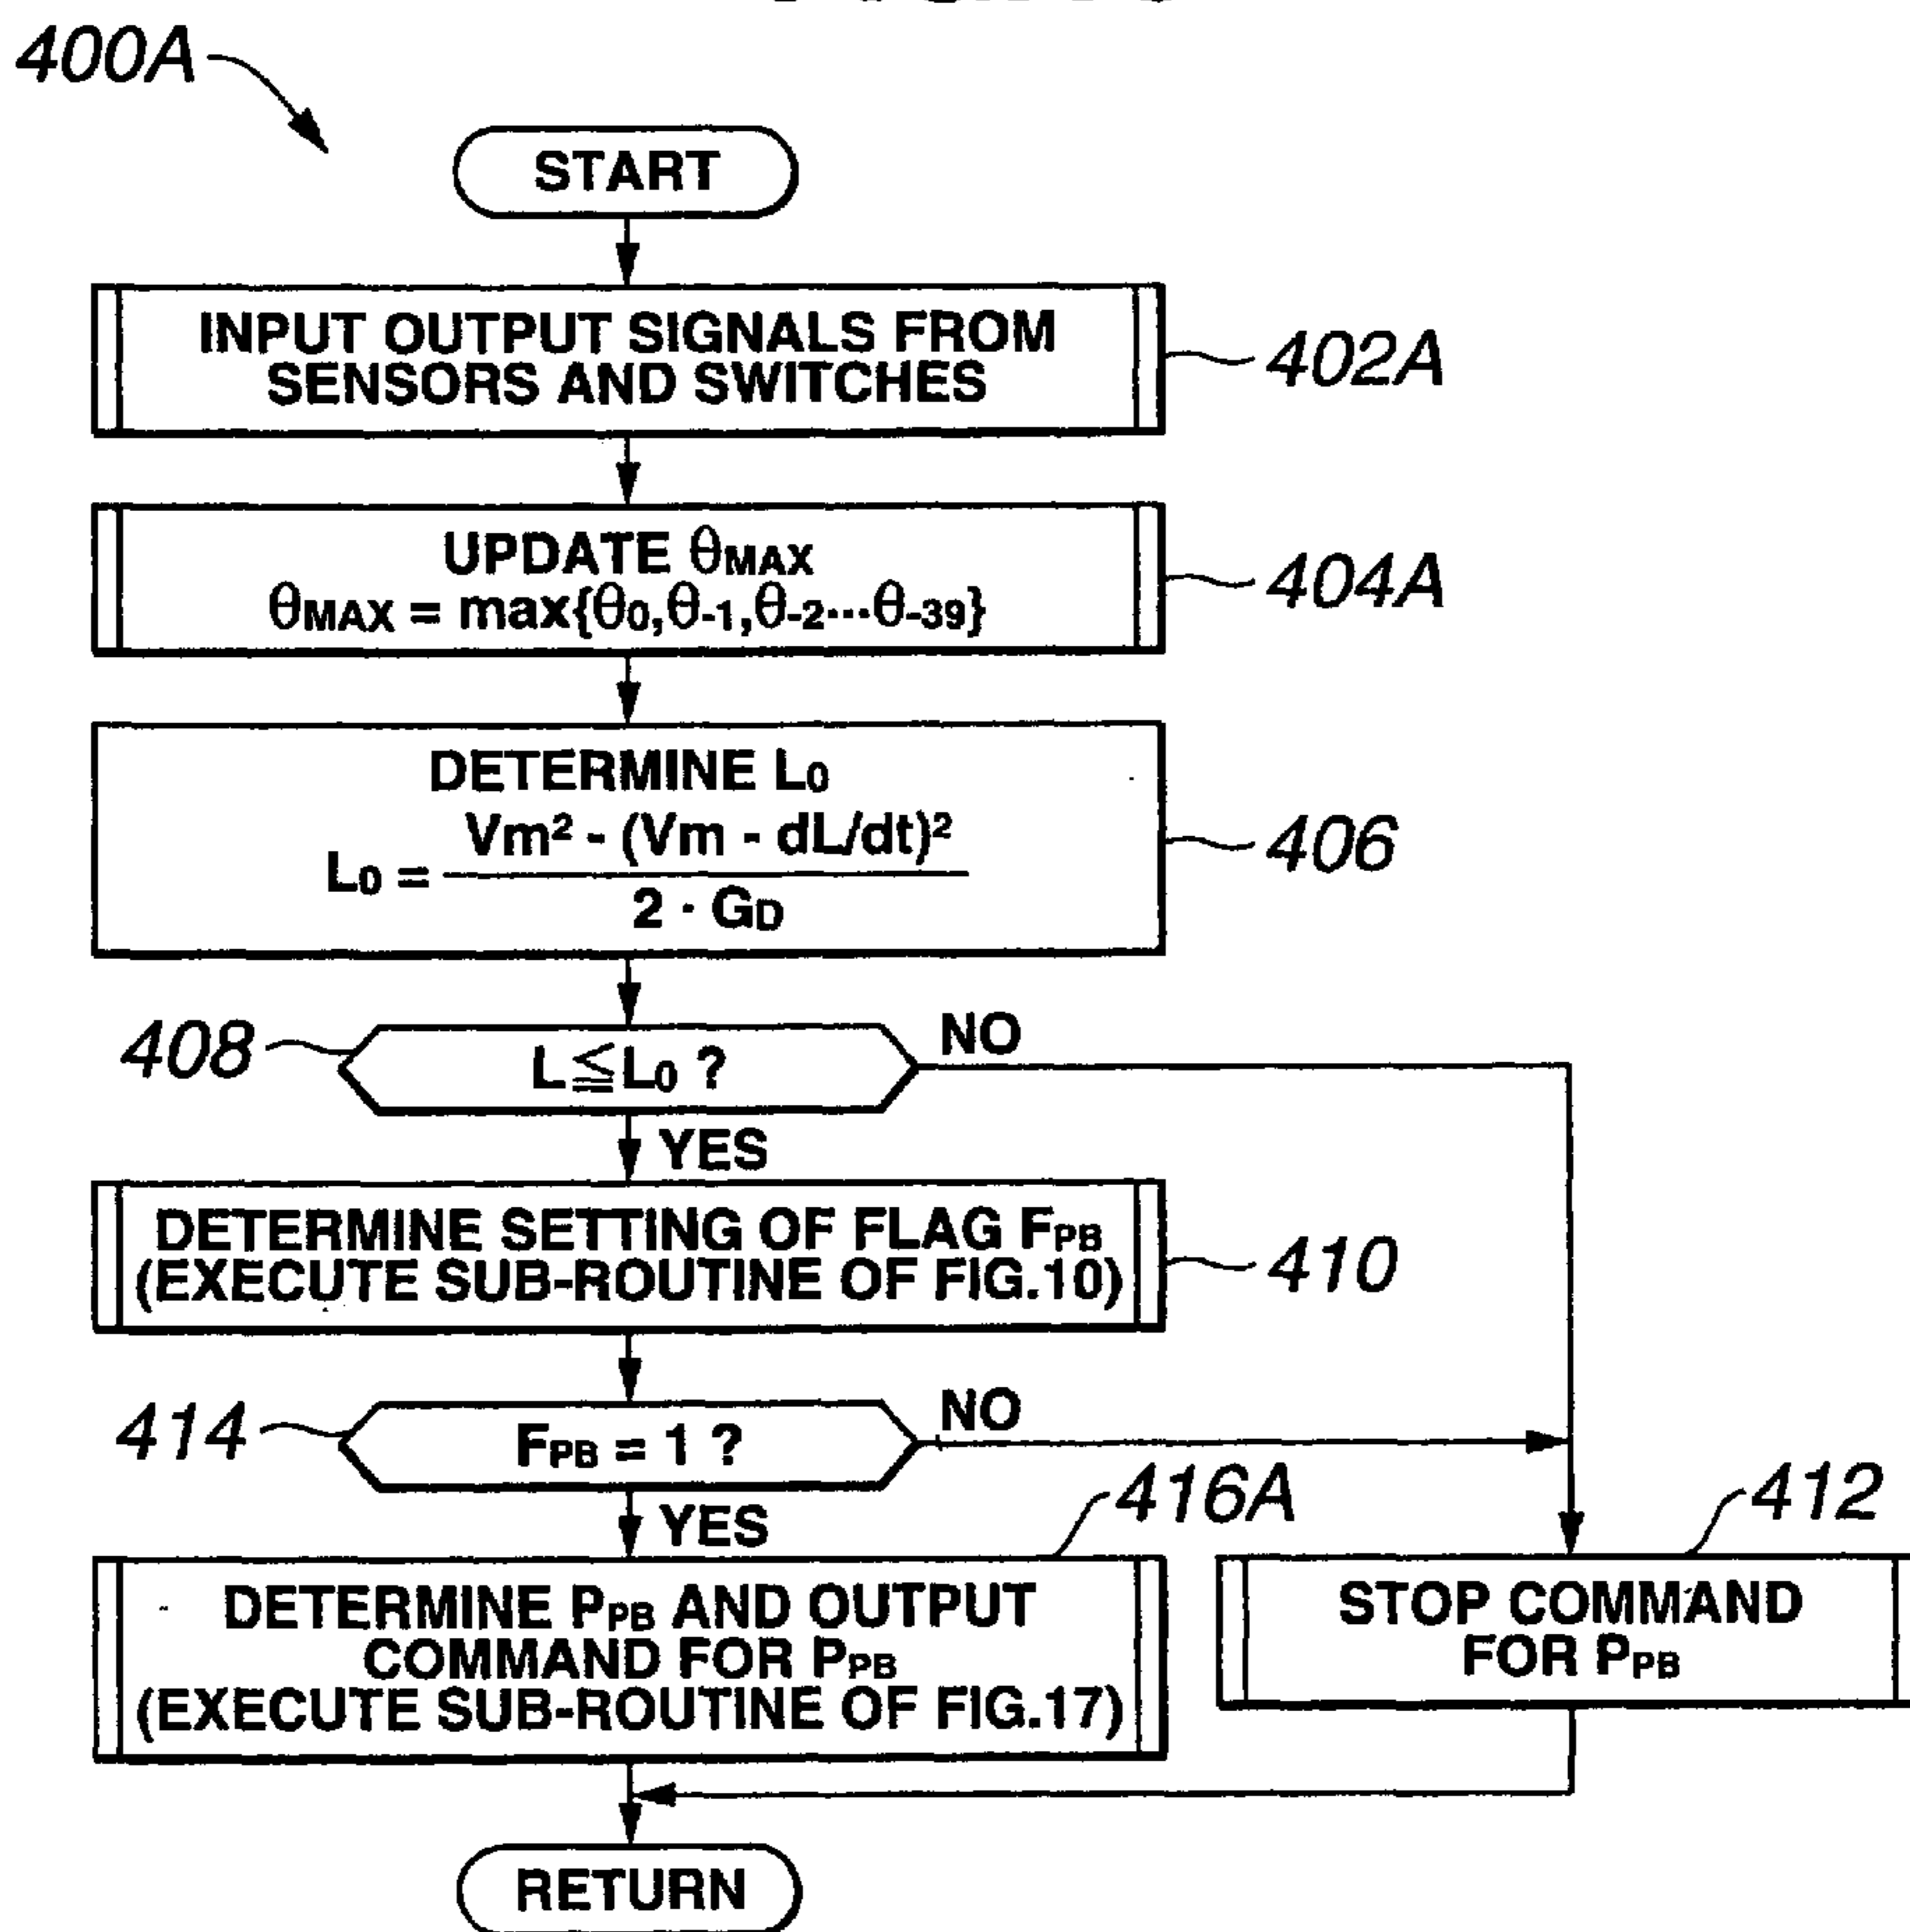 400A
START
INPUT OUTPUT SIGNALS FROM
SENSORS AND SWITCHES
402A
UPDATE θMAX
θMAX = max{θ0,θ-1,θ-2···θ-39}
404A
DETERMINE L0
L0 = Vm² - (Vm - dL/dt)² / 2 · GD
406
408
L≦L0 ?
NO
YES
DETERMINE SETTING OF FLAG FPB
(EXECUTE SUB-ROUTINE OF FIG.10)
410
414
FPB = 1 ?
NO
YES
416A
412
DETERMINE PPB AND OUTPUT
COMMAND FOR PPB
(EXECUTE SUB-ROUTINE OF FIG.17)
STOP COMMAND
FOR PPB
RETURN